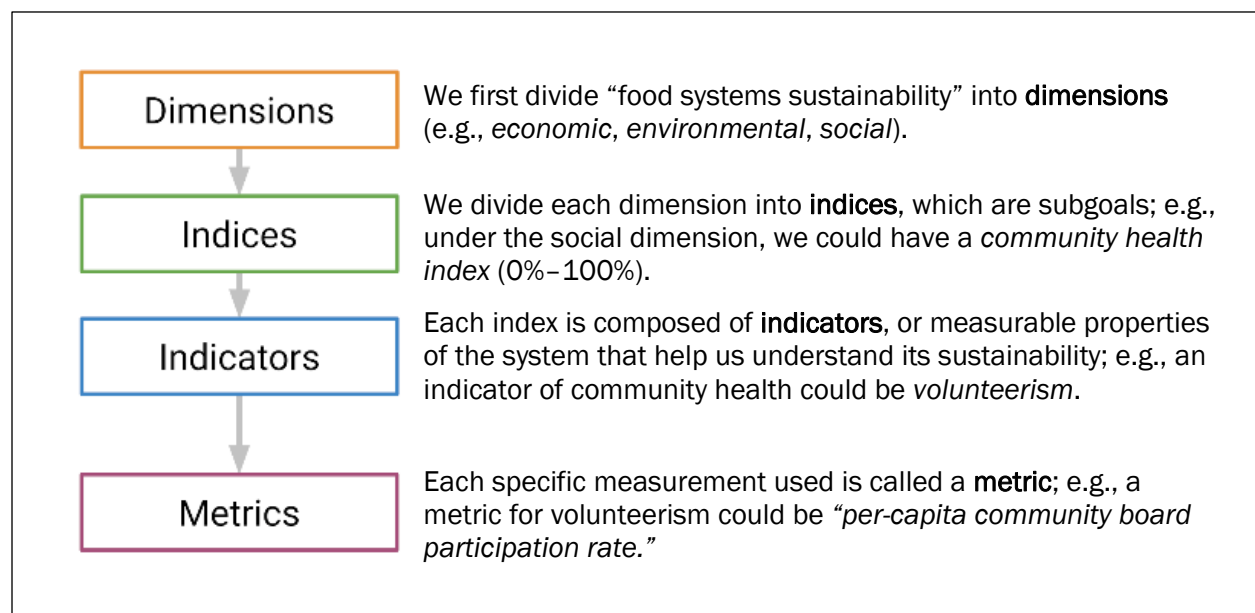 Dimensions
We first divide “food systems sustainability” into dimensions
(e.g., economic, environmental, social).
Indices
We divide each dimension into indices, which are subgoals; e.g.,
under the social dimension, we could have a community health
index (0%–100%).
Indicators
Each index is composed of indicators, or measurable properties
of the system that help us understand its sustainability; e.g., an
indicator of community health could be volunteerism.
Metrics
Each specific measurement used is called a metric; e.g., a
metric for volunteerism could be “per-capita community board
participation rate.”